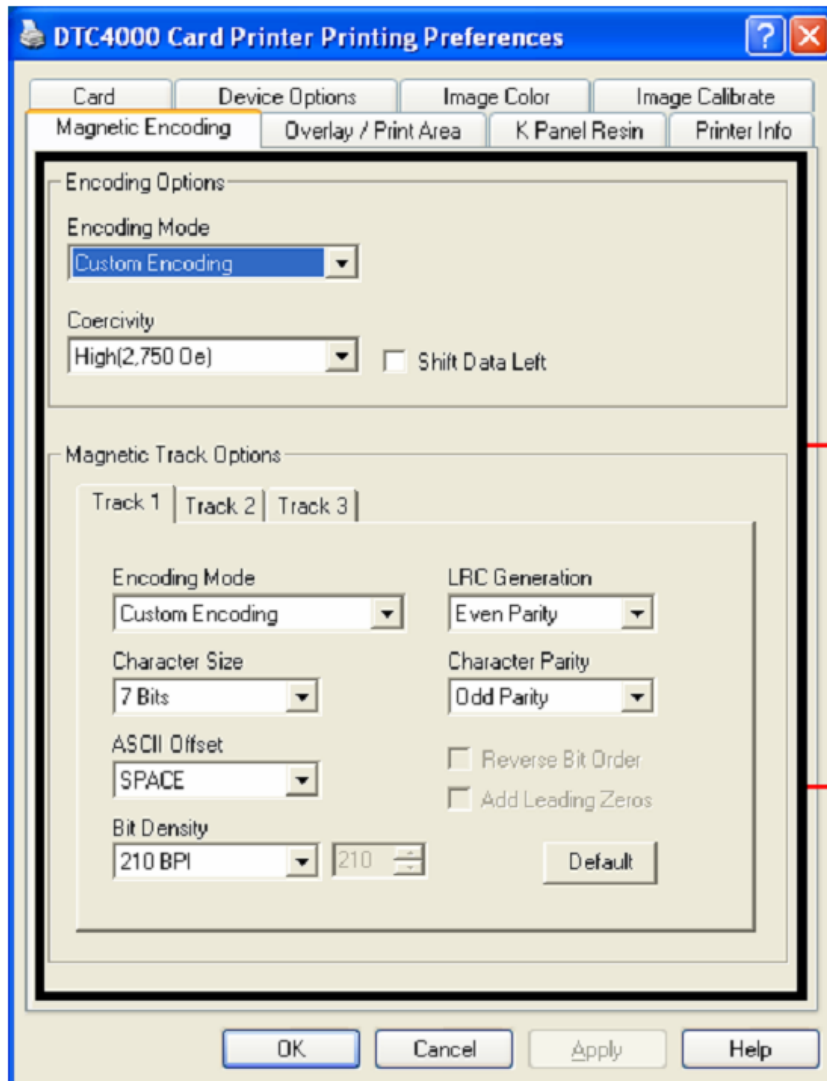 DTC4000 Card Printer Printing Preferences
Card Device Options Image Color Image Calibrate
Magnetic Encoding Overlay / Print Area K Panel Resin Printer Info
Encoding Options
Encoding Mode
Custom Encoding
Coercivity
High(2,750 Oe) Shift Data Left
Magnetic Track Options
Track 1 Track 2 Track 3
Encoding Mode LRC Generation
Custom Encoding Even Parity
Character Size Character Parity
7 Bits Odd Parity
ASCII Offset
SPACE
Reverse Bit Order
Add Leading Zeros
Bit Density
210 BPI 210 Default
OK Cancel Apply Help